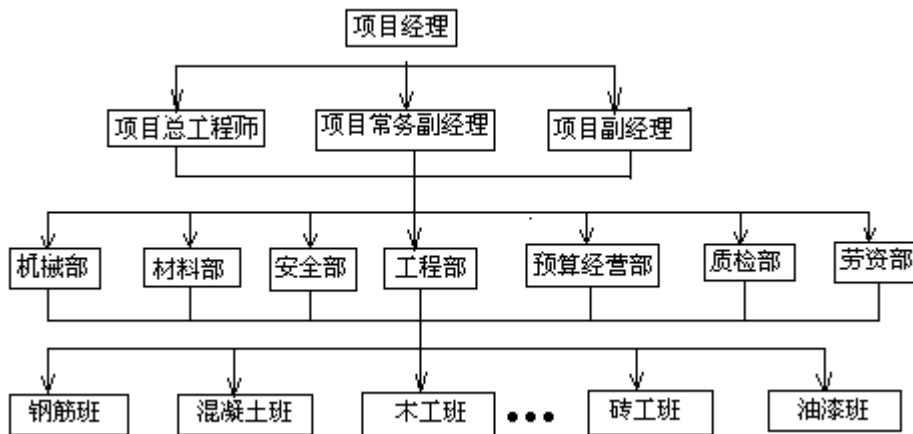 项目经理
项目总工程师
项目常务副经理
项目副经理
机械部
材料部
安全部
工程部
预算经营部
质检部
劳资部
钢筋班
混凝土班
木工班
•••
砖工班
油漆班